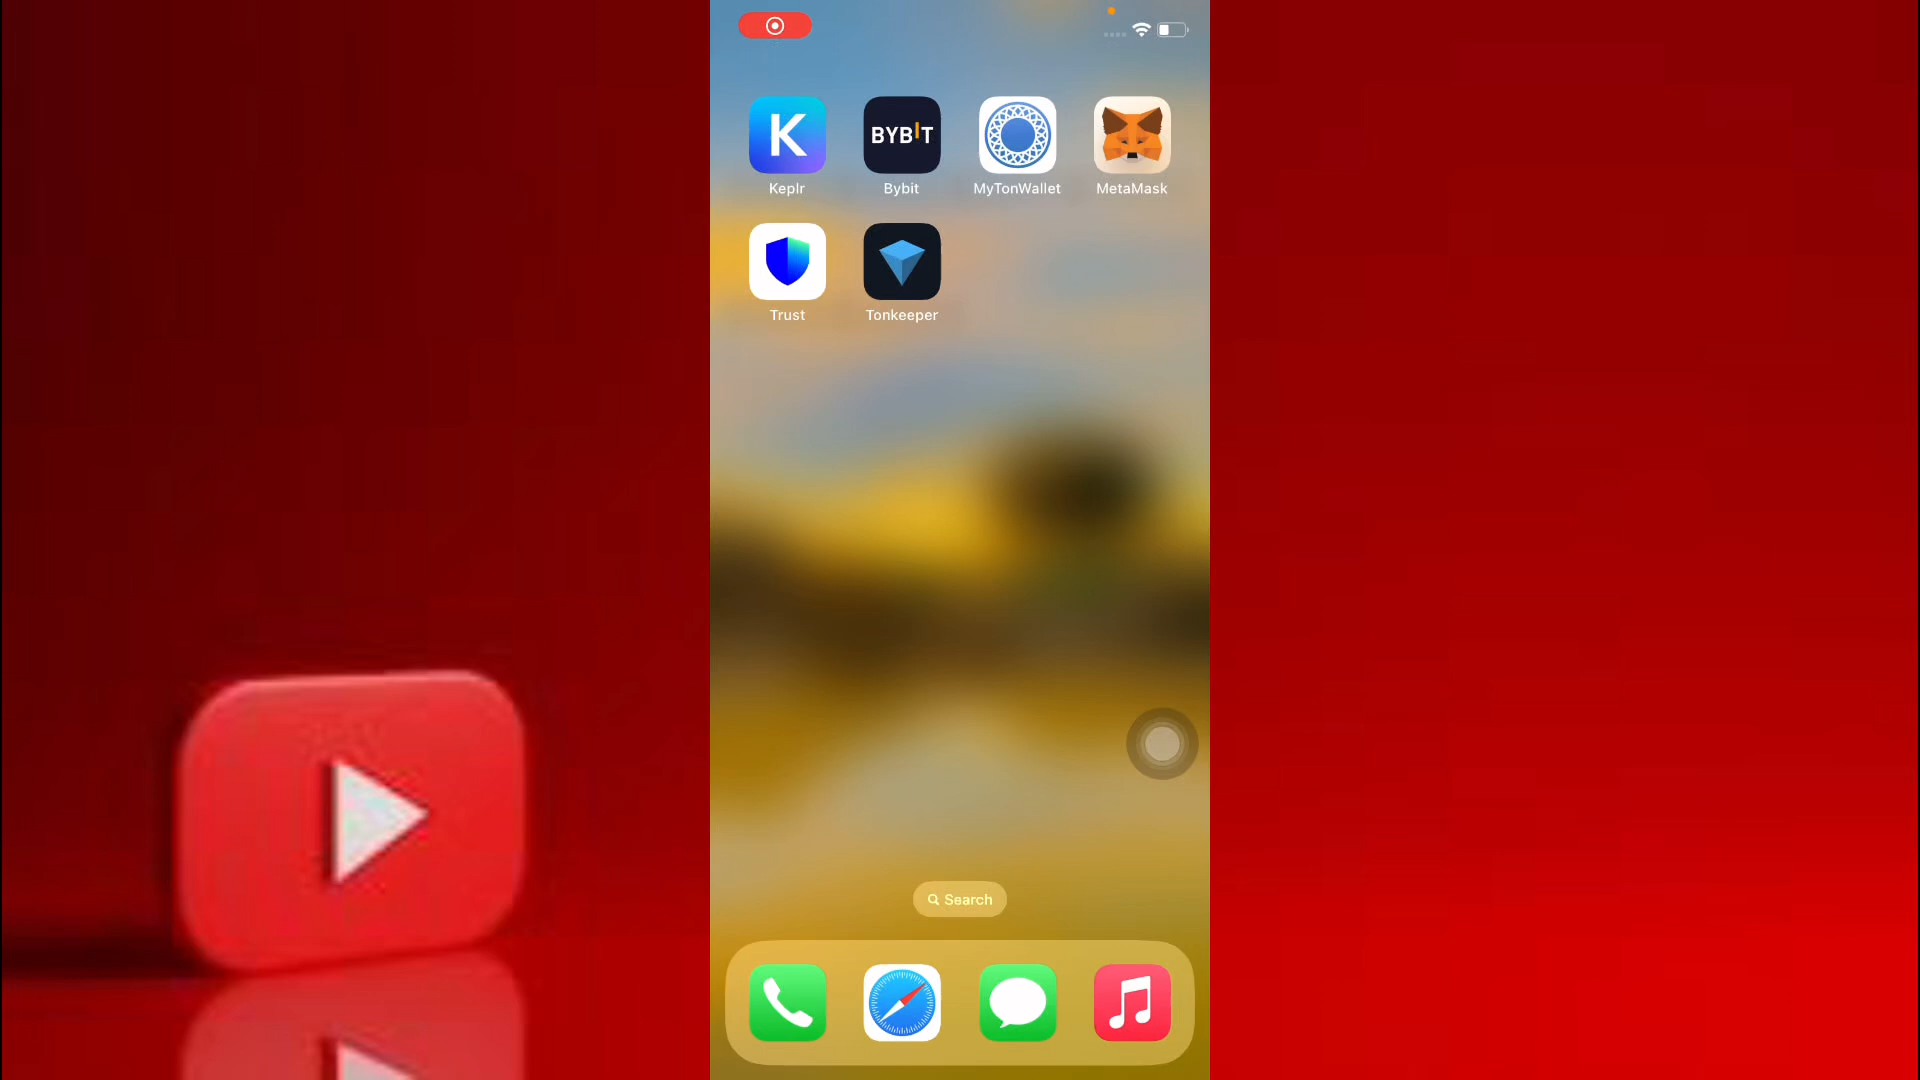 K
BYBIT
Keplr
Bybit
MyTonWallet
MetaMask
Trust
Tonkeeper
Search